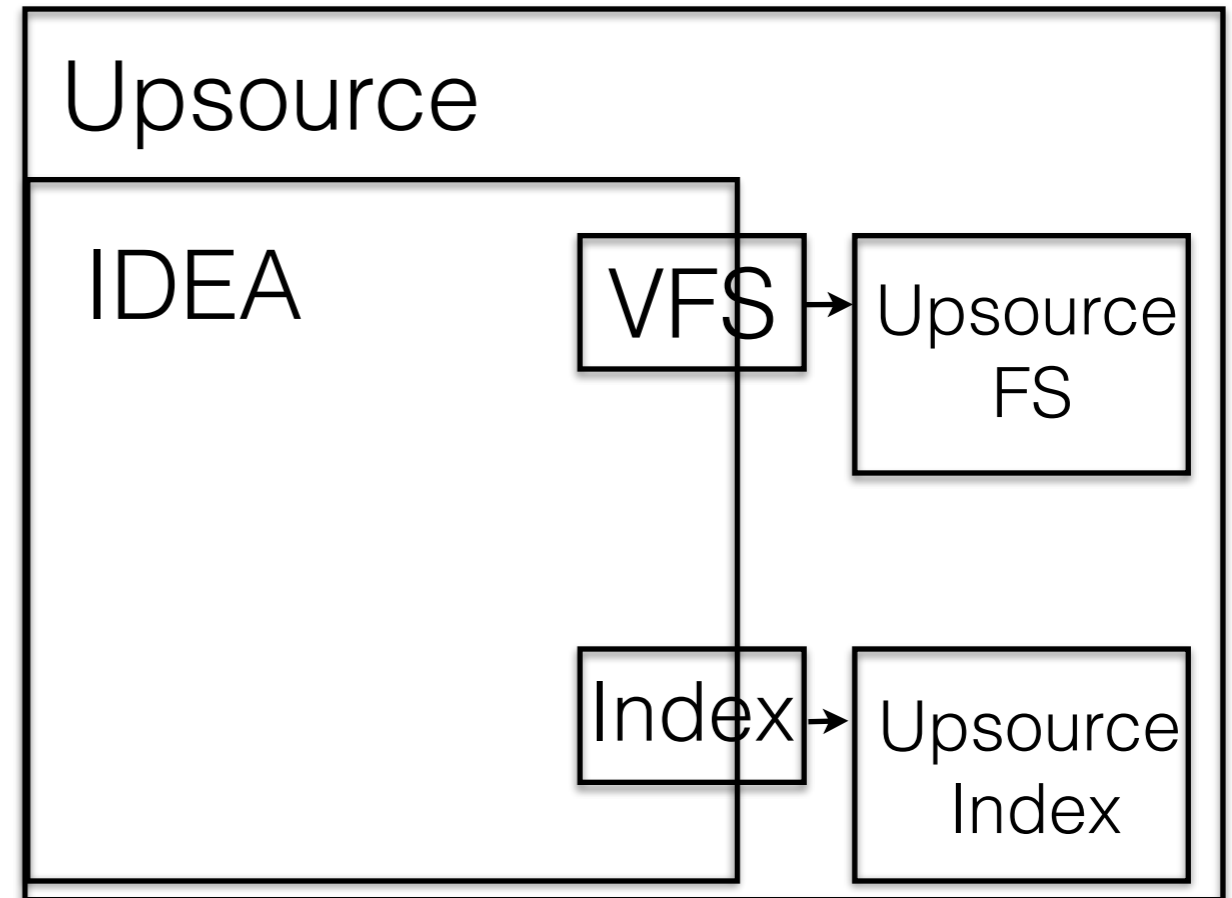 Upsource
IDEA
VFS
Upsource
FS
Index
Upsource
Index